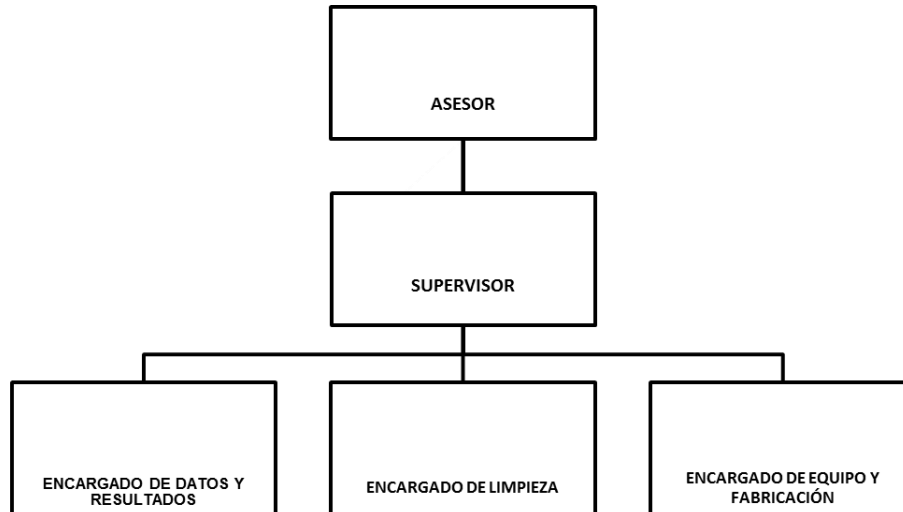 ASESOR
SUPERVISOR
ENCARGADO DE DATOS Y
RESULTADOS
ENCARGADO DE LIMPIEZA
ENCARGADO DE EQUIPO Y
FABRICACIÓN